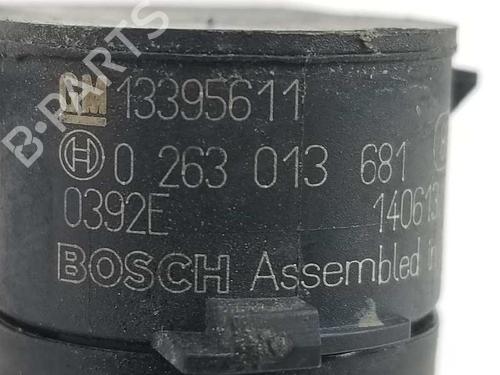 GM 13395611
0 263 013 681
0392E 140613
BOSCH Assembled in
B-PARTS